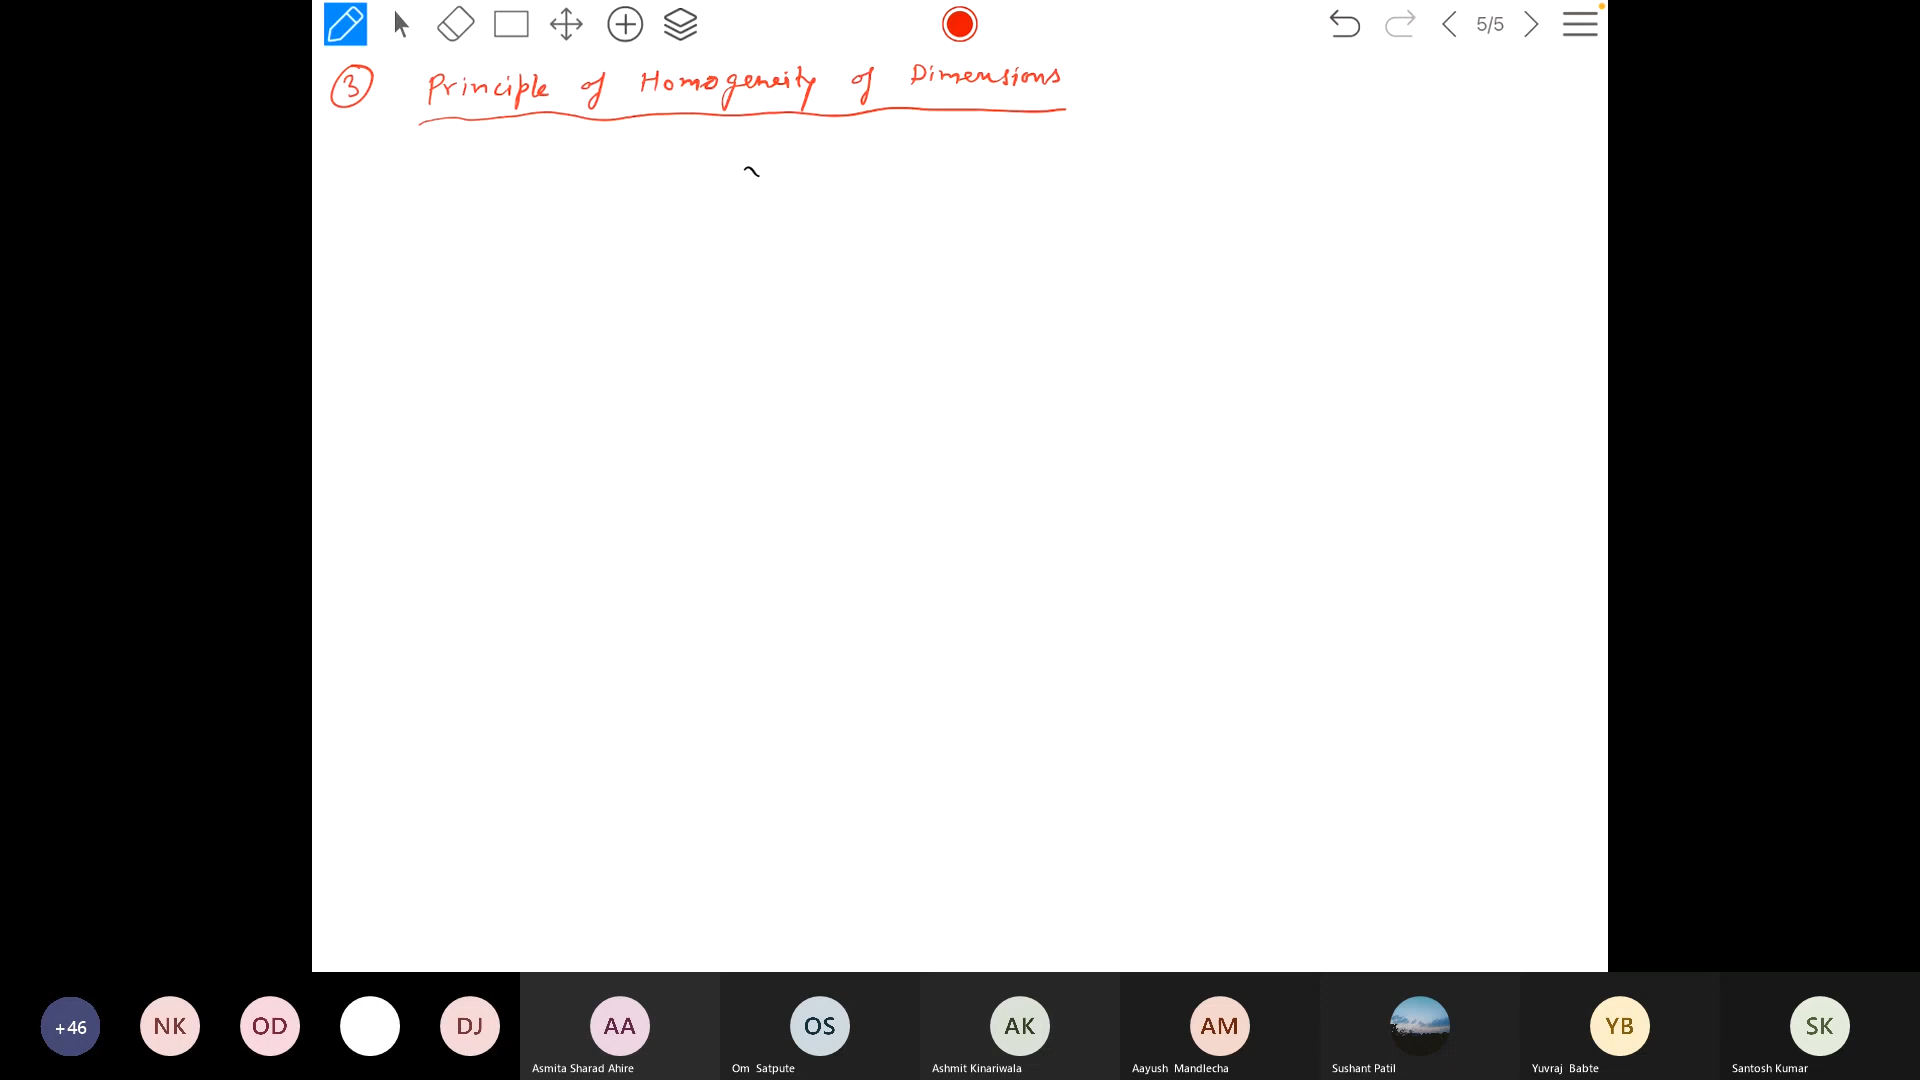 5/5
③ Principle of Homogeneity of Dimensions
~
+46 NK OD DJ AA OS AK AM YB SK
Asmita Sharad Ahire Om Satpute Ashmit Kinariwala Aayush Mandlecha Sushant Patil Yuvraj Babte Santosh Kumar